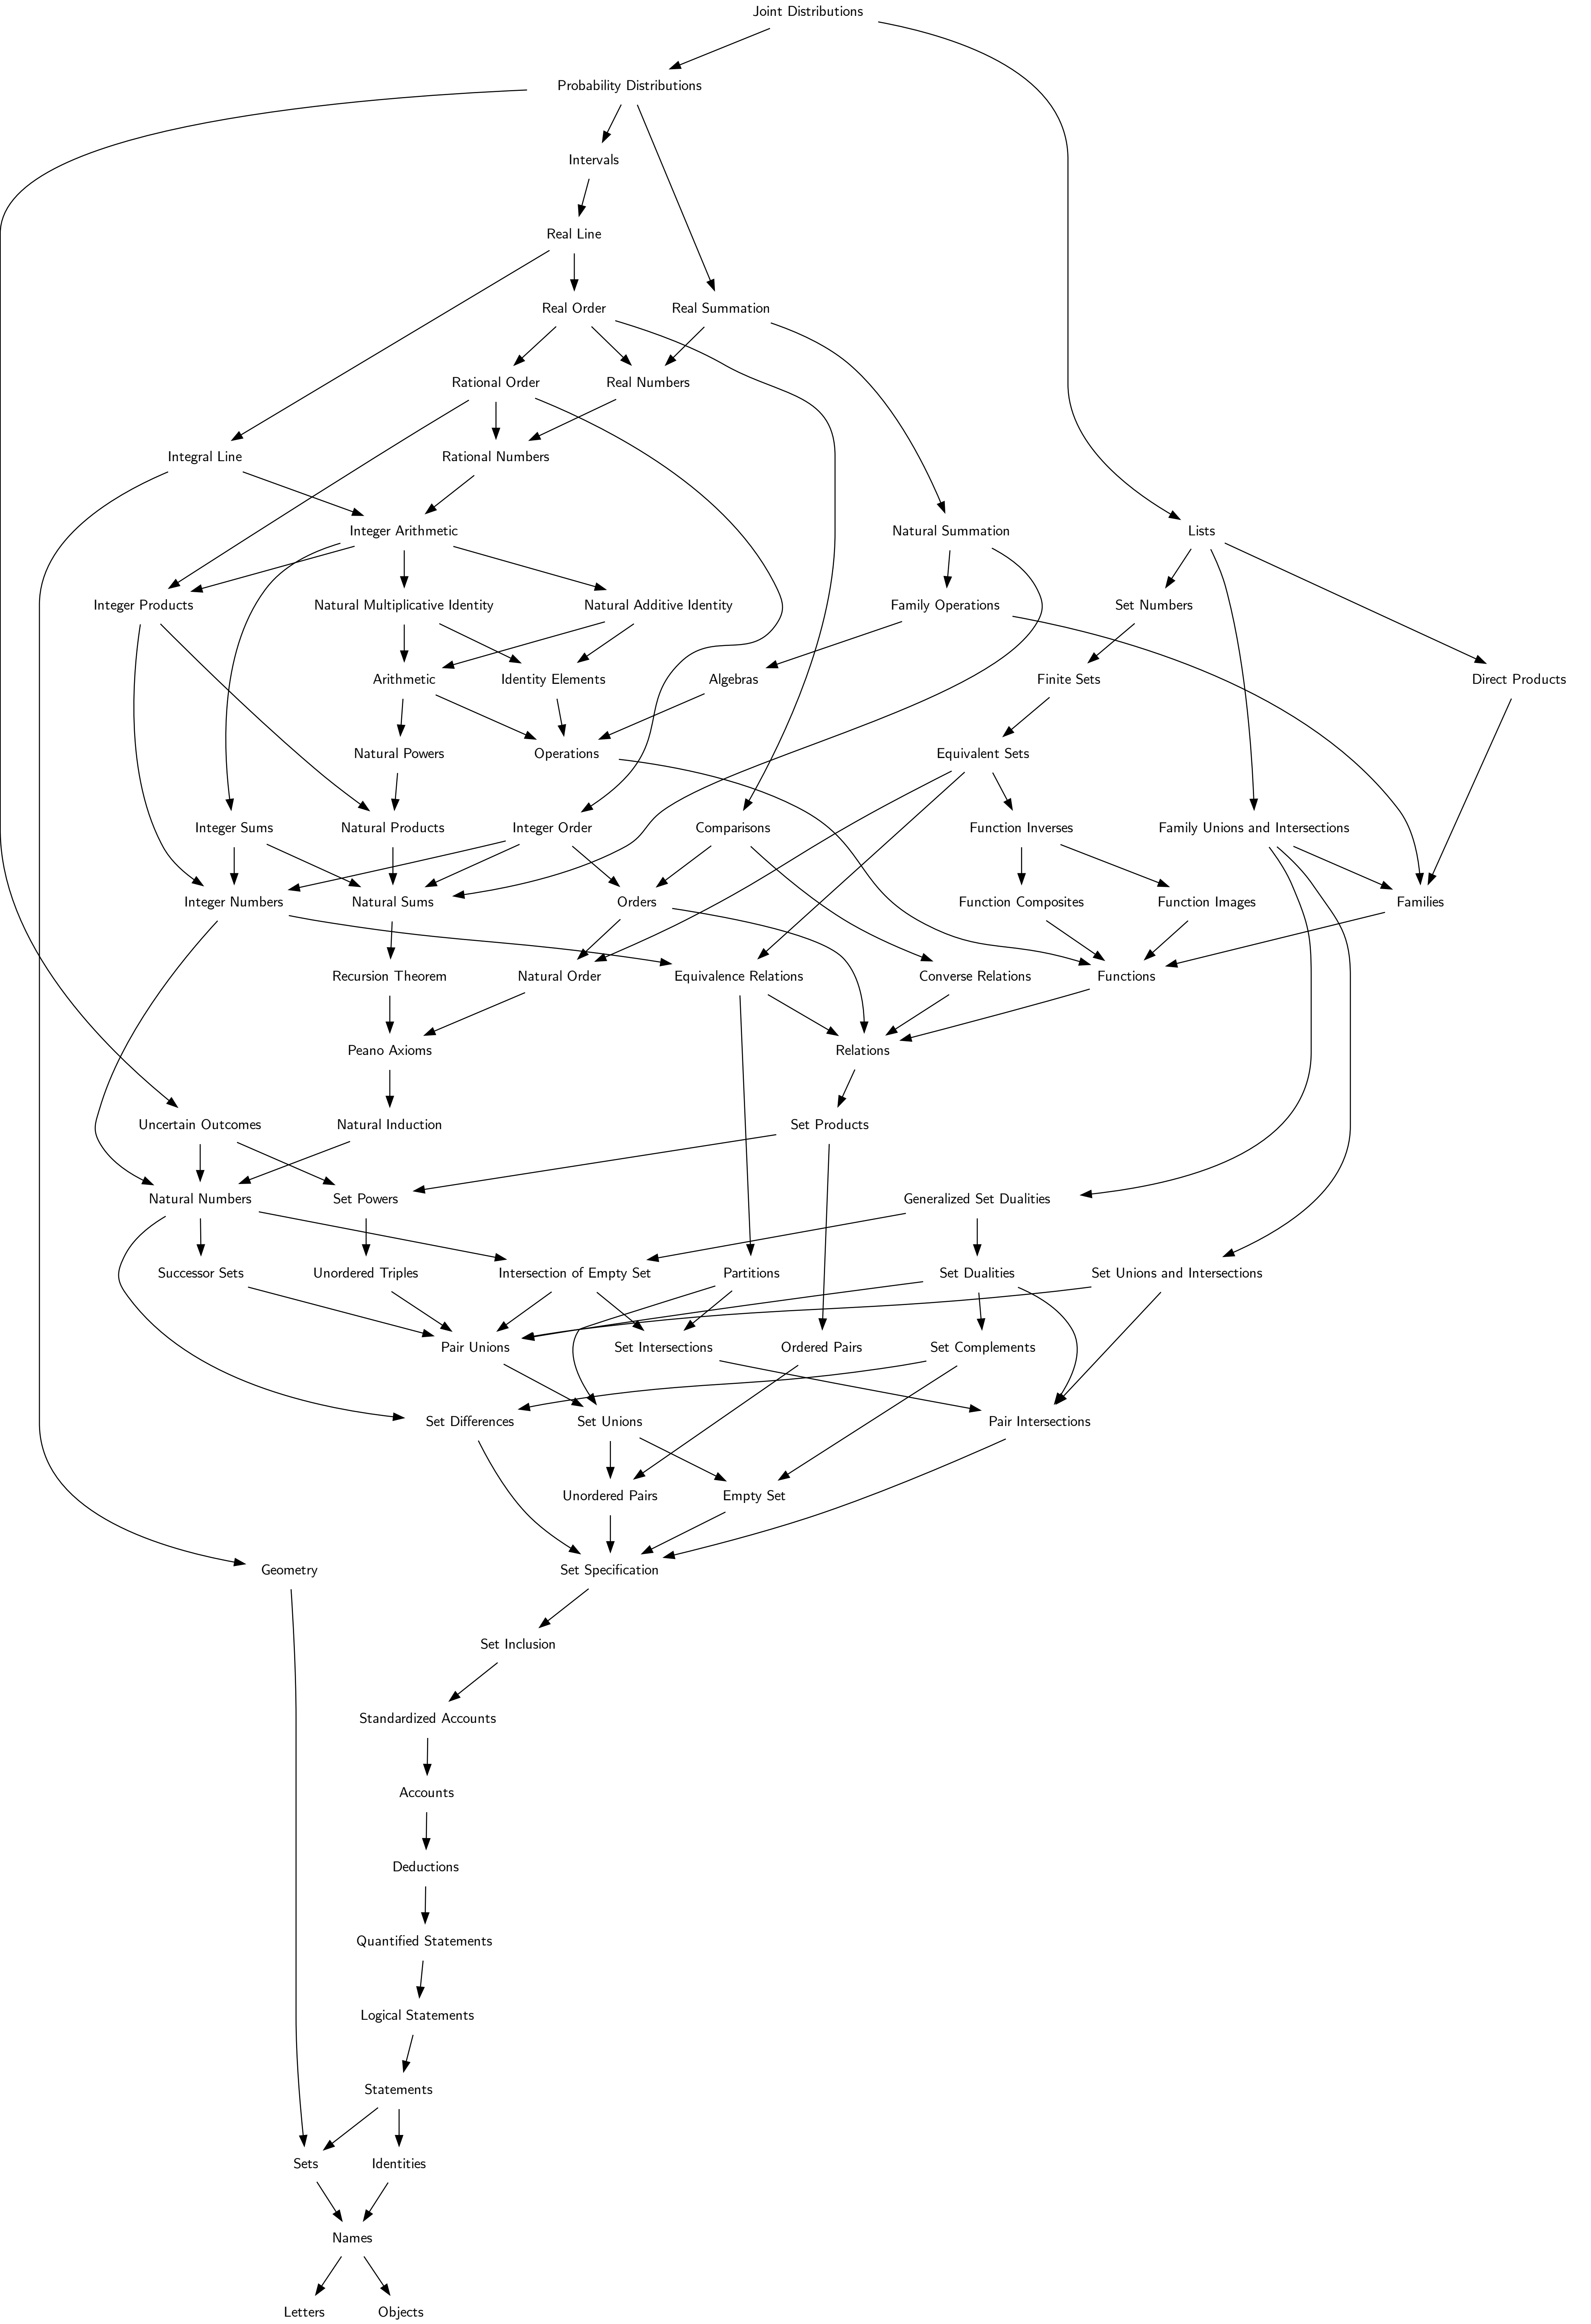 Joint Distributions
Probability Distributions
Intervals
Real Line
Real Order
Real Summation
Rational Order
Real Numbers
Integral Line
Rational Numbers
Integer Arithmetic
Natural Summation
Lists
Integer Products
Natural Multiplicative Identity
Natural Additive Identity
Family Operations
Set Numbers
Arithmetic
Identity Elements
Algebras
Finite Sets
Direct Products
Natural Powers
Operations
Equivalent Sets
Integer Sums
Natural Products
Integer Order
Comparisons
Function Inverses
Family Unions and Intersections
Integer Numbers
Natural Sums
Orders
Function Composites
Function Images
Families
Recursion Theorem
Natural Order
Equivalence Relations
Converse Relations
Functions
Peano Axioms
Relations
Uncertain Outcomes
Natural Induction
Set Products
Natural Numbers
Set Powers
Generalized Set Dualities
Successor Sets
Unordered Triples
Intersection of Empty Set
Partitions
Set Dualities
Set Unions and Intersections
Pair Unions
Set Intersections
Ordered Pairs
Set Complements
Set Differences
Set Unions
Pair Intersections
Unordered Pairs
Empty Set
Geometry
Set Specification
Set Inclusion
Standardized Accounts
Accounts
Deductions
Quantified Statements
Logical Statements
Statements
Sets
Identities
Names
Letters
Objects